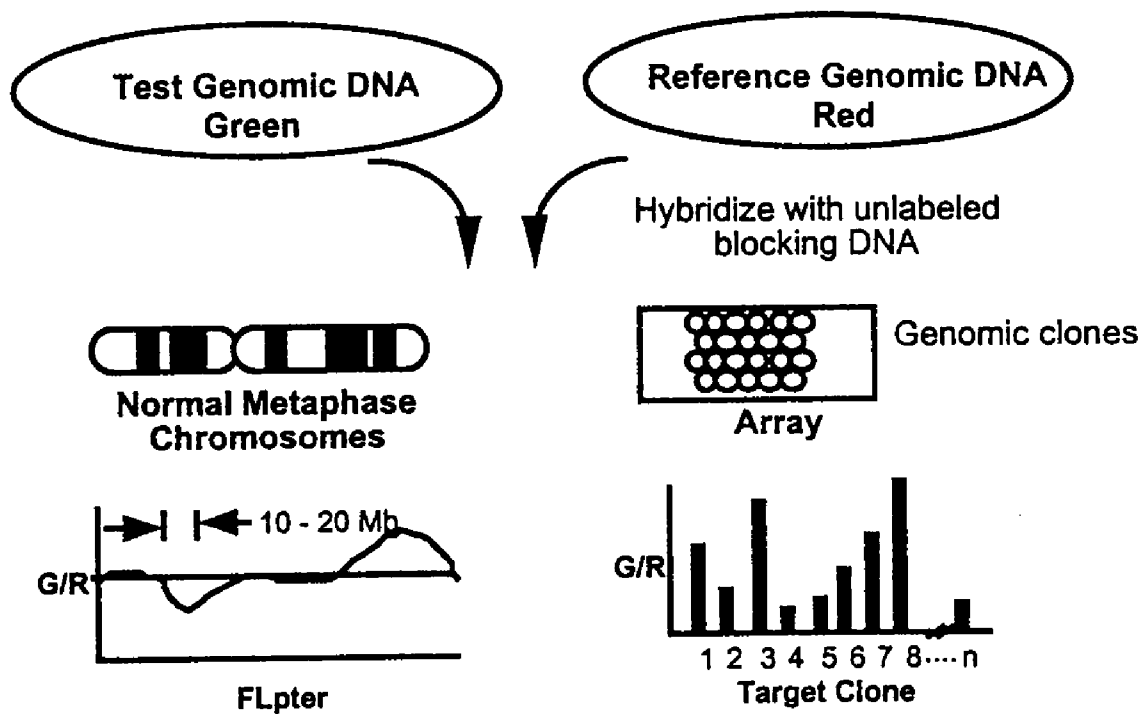 Test Genomic DNA
Green
Reference Genomic DNA
Red
Hybridize with unlabeled
blocking DNA
Normal Metaphase
Chromosomes
Genomic clones
Array
10 - 20 Mb
G/R
FLpter
G/R
1 2 3 4 5 6 7 8 ···· n
Target Clone